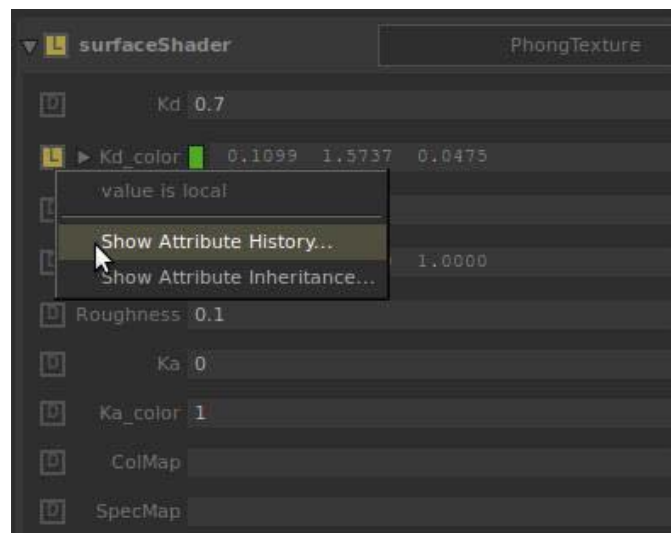 L surfaceShader PhongTexture
D Kd 0.7
L Kd_color 0.1099 1.5737 0.0475
value is local
Show Attribute History...
1.0000
Show Attribute Inheritance...
D Roughness 0.1
D Ka 0
D Ka_color 1
D ColMap
D SpecMap